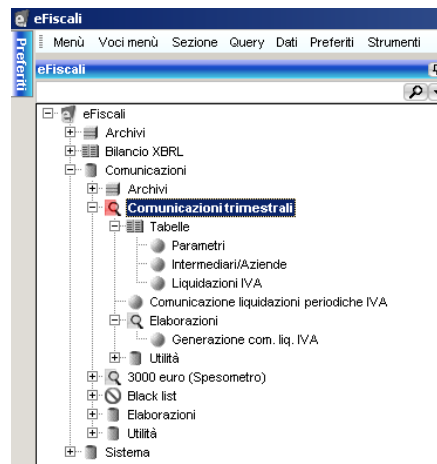 eFiscali
Menù Voci menù Sezione Query Dati Preferiti Strumenti
Preferiti
eFiscali
eFiscali
Archivi
Bilancio XBRL
Comunicazioni
Archivi
Comunicazioni trimestrali
Tabelle
Parametri
Intermediari/Aziende
Liquidazioni IVA
Comunicazione liquidazioni periodiche IVA
Elaborazioni
Generazione com. liq. IVA
Utilità
3000 euro (Spesometro)
Black list
Elaborazioni
Utilità
Sistema